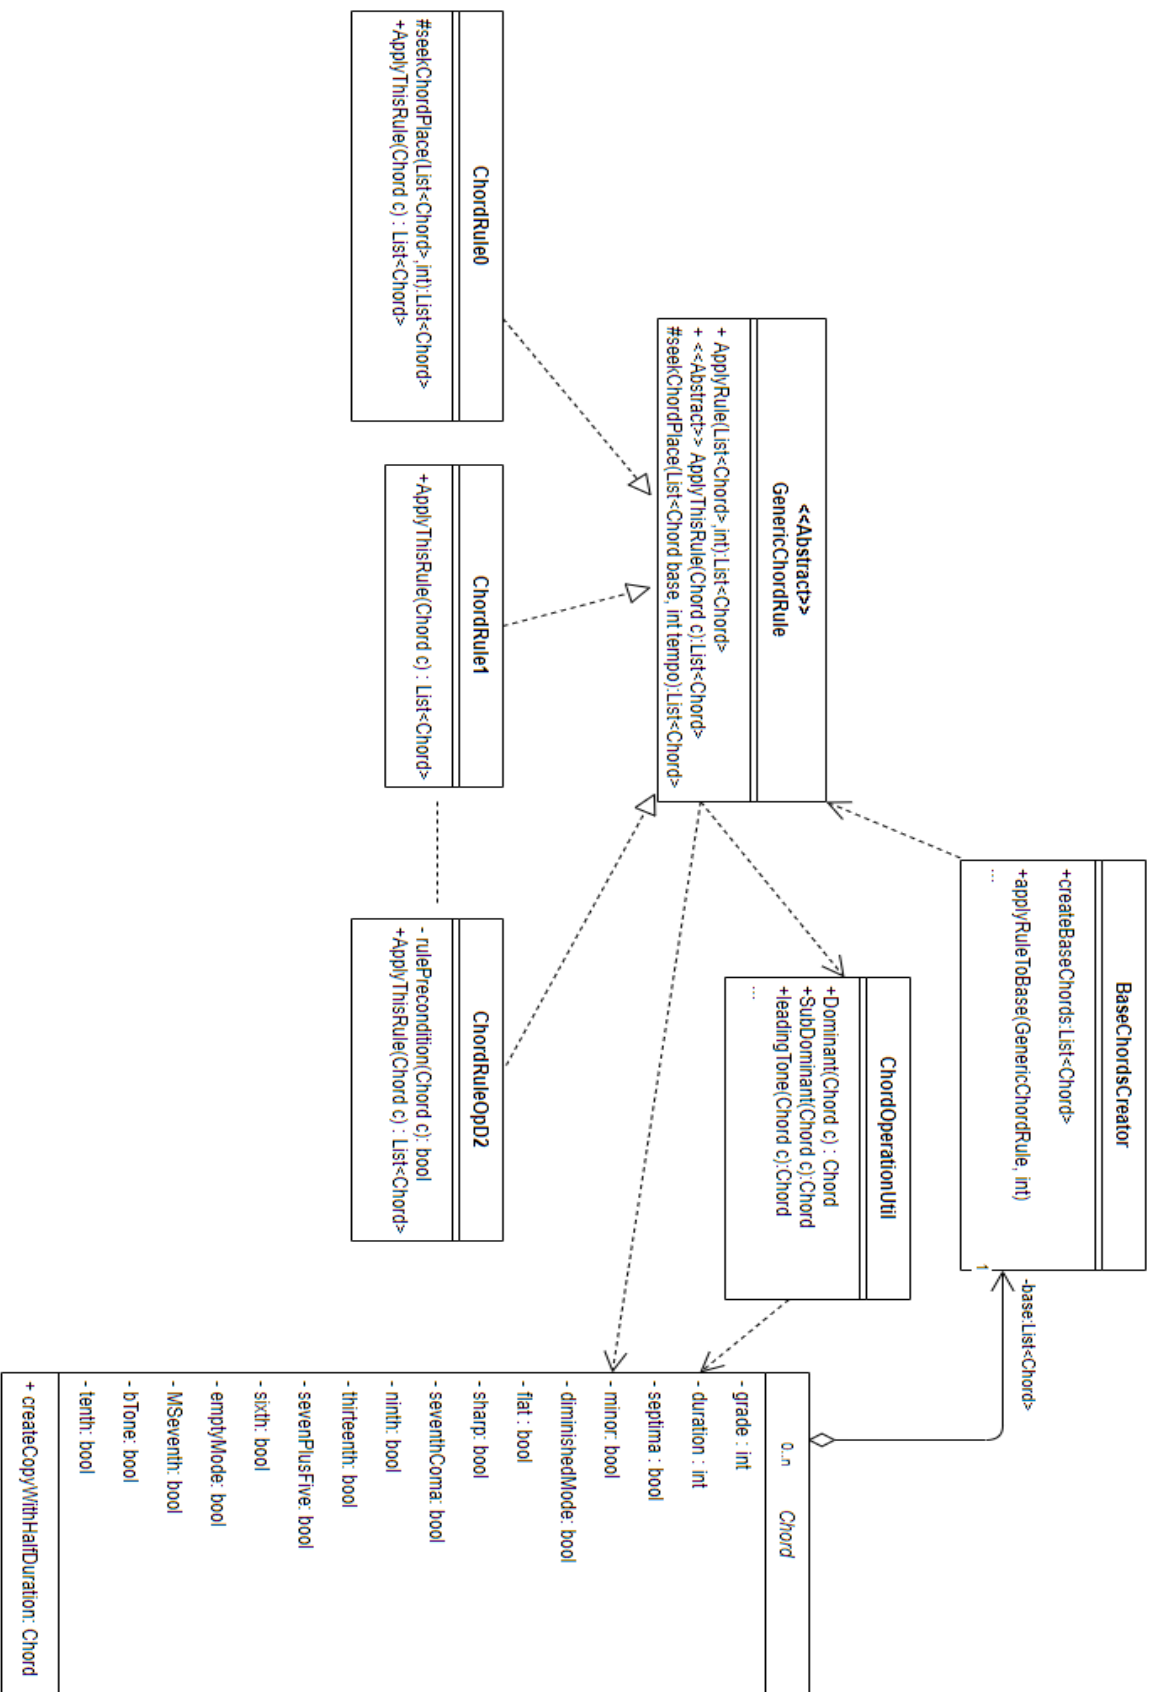 BaseChordsCreator
+createBaseChords:List<Chord>
+applyRuleToBase(GenericChordRule, int)
...
1
-base:List<Chord>
<<Abstract>>
GenericChordRule
+ ApplyRule(List<Chord>,int):List<Chord>
+ <<Abstract>> ApplyThisRule(Chord c):List<Chord>
#seekChordPlace(List<Chord base, int tempo):List<Chord>
ChordOperationUtil
+Dominant(Chord c) : Chord
+SubDominant(Chord c):Chord
+leadingTone(Chord c):Chord
...
0..n
Chord
- grade : int
- duration : int
- septima : bool
- minor: bool
- diminishedMode: bool
- flat : bool
- sharp: bool
- seventhComa: bool
- ninth: bool
- thirteenth: bool
- sevenPlusFive: bool
- sixth: bool
- emptyMode: bool
- MSeventh: bool
- bTone: bool
- tenth: bool
+ createCopyWithHalfDuration: Chord
ChordRule0
#seekChordPlace(List<Chord>,int):List<Chord>
+ApplyThisRule(Chord c) : List<Chord>
ChordRule1
+ApplyThisRule(Chord c) : List<Chord>
ChordRuleOpD2
- rulePrecondition(Chord c): bool
+ApplyThisRule(Chord c) : List<Chord>